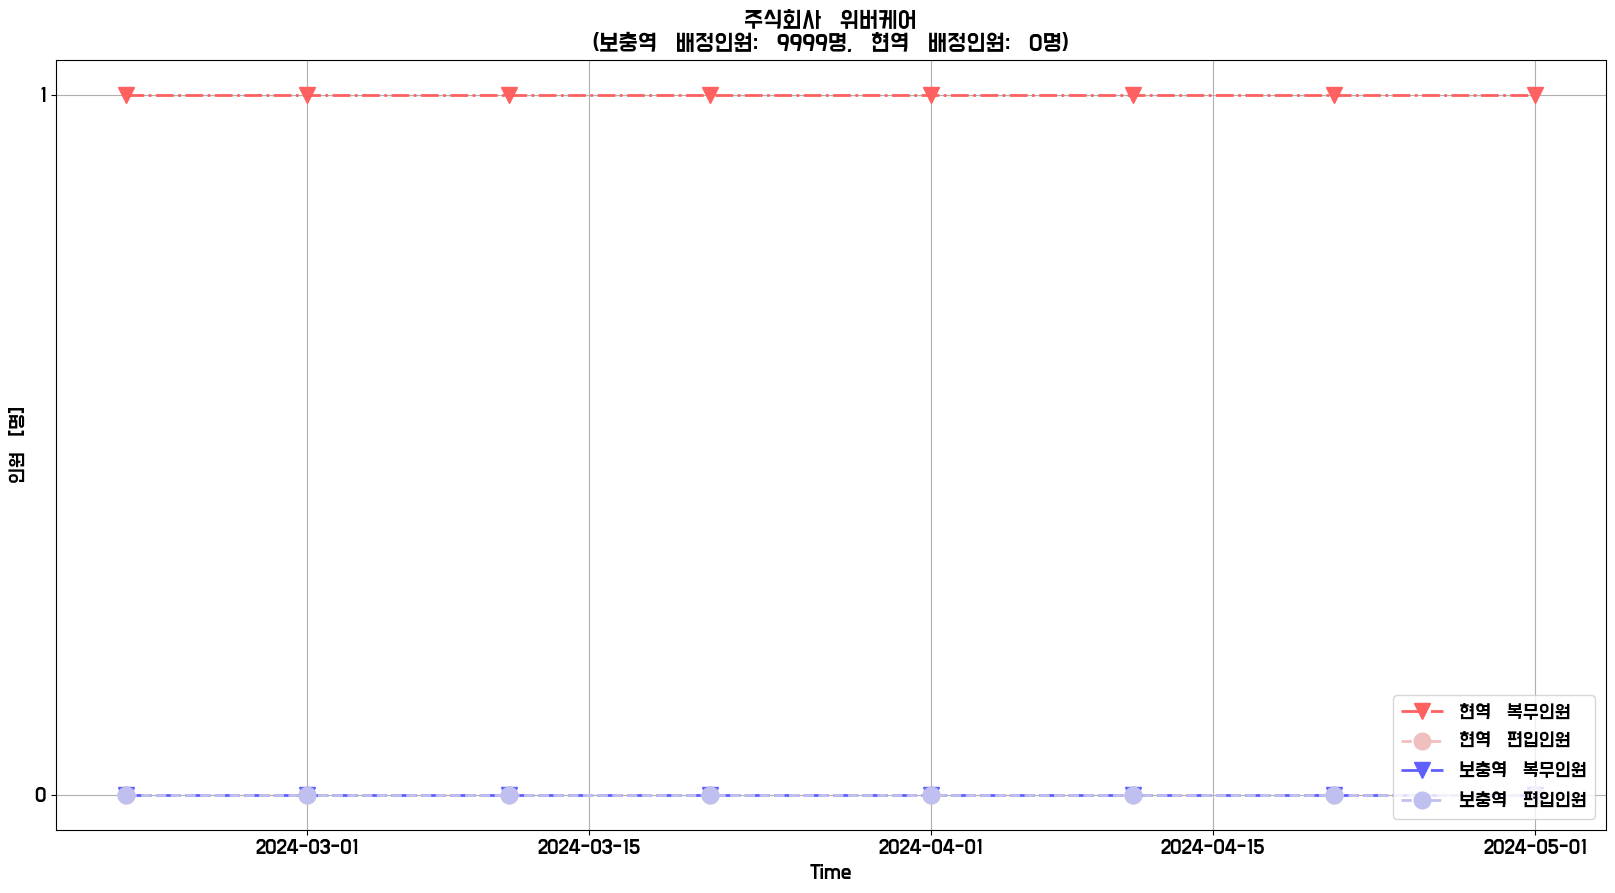 주식회사 위버케어
(보충역 배정인원: 9999명, 현역 배정인원: 0명)
1
인원 [명]
0
현역 복무인원
현역 편입인원
보충역 복무인원
보충역 편입인원
2024-03-01 2024-03-15 2024-04-01 2024-04-15 2024-05-01
Time